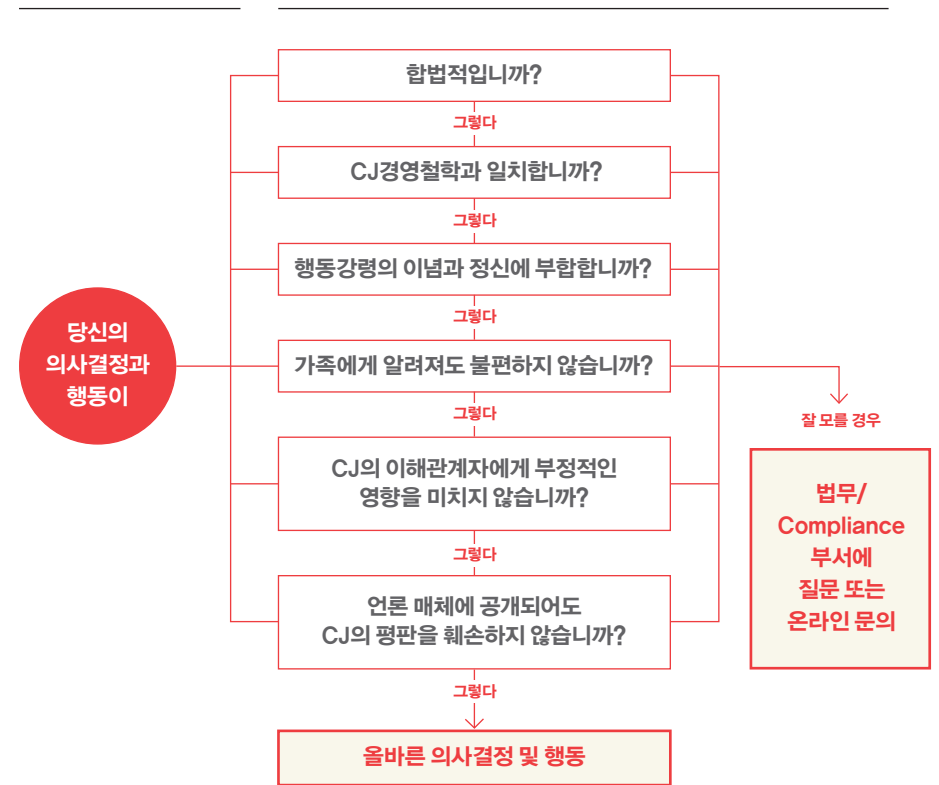 당신의
의사결정과
행동이
합법적입니까?
그렇다
CJ경영철학과 일치합니까?
그렇다
행동강령의 이념과 정신에 부합합니까?
그렇다
가족에게 알려져도 불편하지 않습니까?
그렇다
CJ의 이해관계자에게 부정적인
영향을 미치지 않습니까?
그렇다
언론 매체에 공개되어도
CJ의 평판을 훼손하지 않습니까?
그렇다
올바른 의사결정 및 행동
잘 모를 경우
법무/
Compliance
부서에
질문 또는
온라인 문의